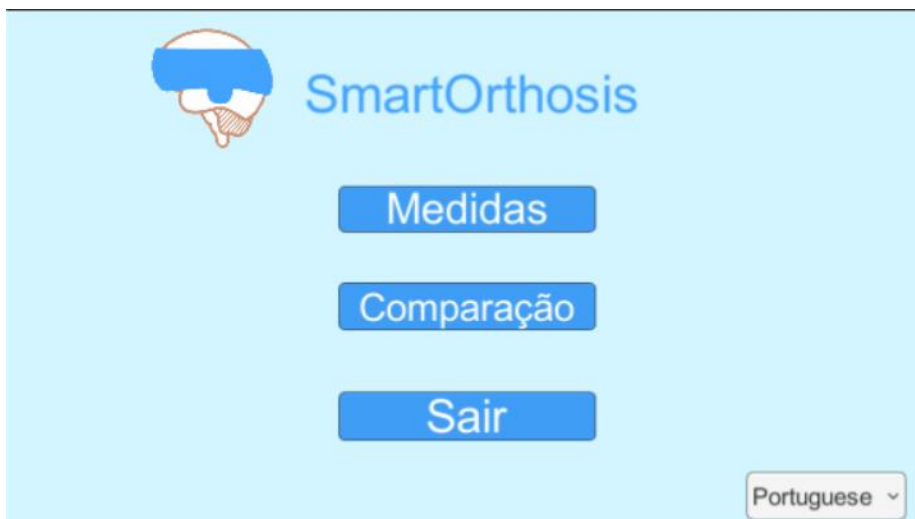 SmartOrthosis
Medidas
Comparação
Sair
Portuguese